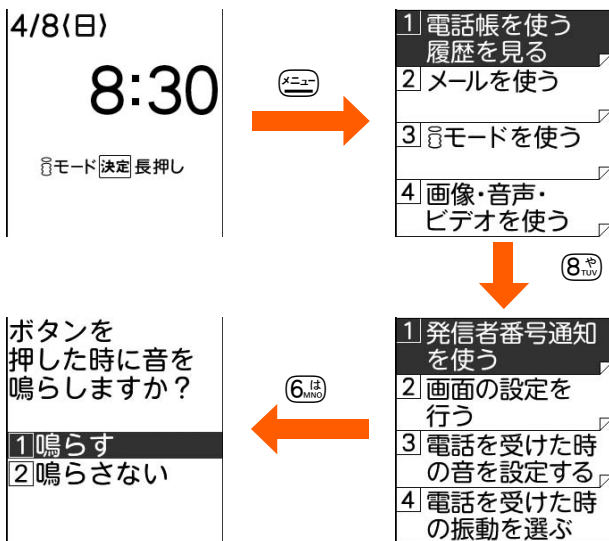 4/8(日)
8:30
iモード決定長押し
メニュー
1 電話帳を使う
履歴を見る
2 メールを使う
3 iモードを使う
4 画像・音声・
ビデオを使う
8や
TUV
1 発信者番号通知
を使う
2 画面の設定を
行う
3 電話を受けた時
の音を設定する
4 電話を受けた時
の振動を選ぶ
6は
MNO
ボタンを
押した時に音を
鳴らしますか？
1鳴らす
2鳴らさない